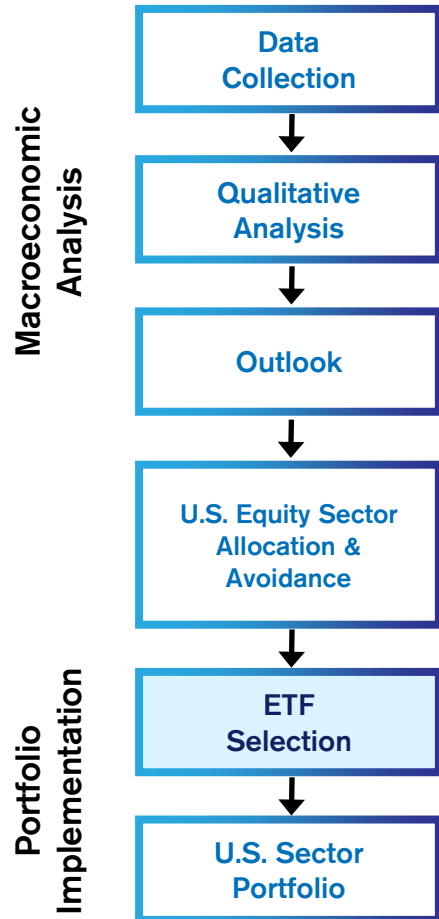 Macroeconomic
Analysis
Data
Collection
Qualitative
Analysis
Outlook
U.S. Equity Sector
Allocation &
Avoidance
Portfolio
Implementation
ETF
Selection
U.S. Sector
Portfolio